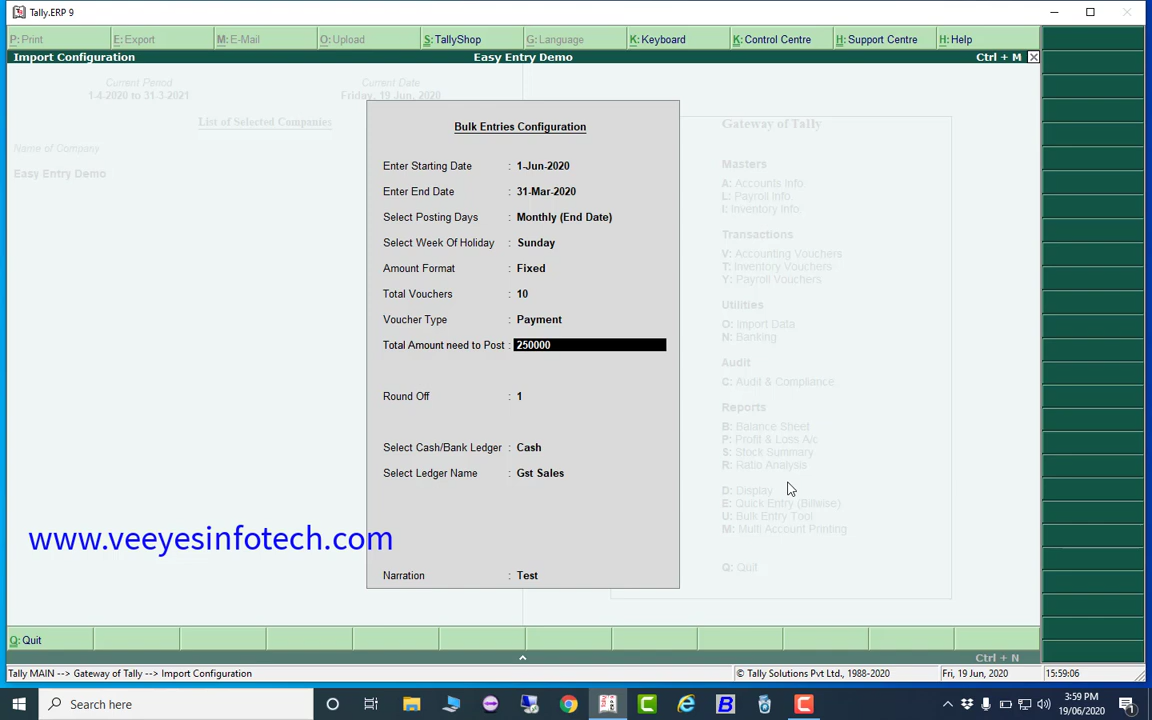 Tally.ERP 9
P: Print
E: Export
M: E-Mail
O: Upload
S: TallyShop
G: Language
K: Keyboard
K: Control Centre
H: Support Centre
H: Help
Import Configuration
Easy Entry Demo
Ctrl + M
Current Period
1-4-2020 to 31-3-2021
Current Date
Friday, 19 Jun, 2020
List of Selected Companies
Name of Company
Easy Entry Demo
Bulk Entries Configuration
Enter Starting Date : 1-Jun-2020
Enter End Date : 31-Mar-2020
Select Posting Days : Monthly (End Date)
Select Week Of Holiday : Sunday
Amount Format : Fixed
Total Vouchers : 10
Voucher Type : Payment
Total Amount need to Post : 250000
Round Off : 1
Select Cash/Bank Ledger : Cash
Select Ledger Name : Gst Sales
Narration : Test
Gateway of Tally
Masters
A: Accounts Info.
L: Payroll Info.
I: Inventory Info.
Transactions
V: Accounting Vouchers
T: Inventory Vouchers
Y: Payroll Vouchers
Utilities
O: Import Data
N: Banking
Audit
C: Audit & Compliance
Reports
B: Balance Sheet
P: Profit & Loss A/c
S: Stock Summary
R: Ratio Analysis
D: Display
E: Quick Entry (Billwise)
U: Bulk Entry Tool
M: Multi Account Printing
Q: Quit
www.veeyesinfotech.com
Q: Quit
Ctrl + N
Tally MAIN --> Gateway of Tally --> Import Configuration
© Tally Solutions Pvt Ltd., 1988-2020
Fri, 19 Jun, 2020
15:59:06
Search here
3:59 PM
19/06/2020
1